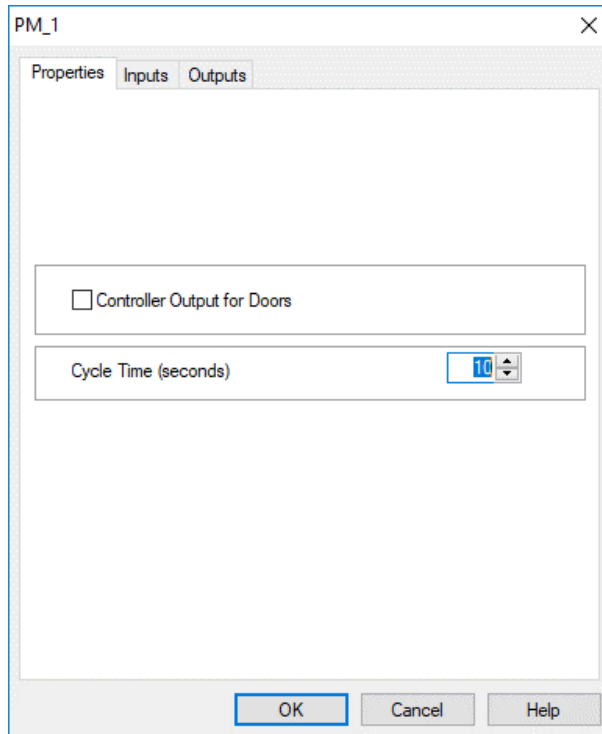 PM_1
Properties Inputs Outputs
Controller Output for Doors
Cycle Time (seconds) 10
OK Cancel Help